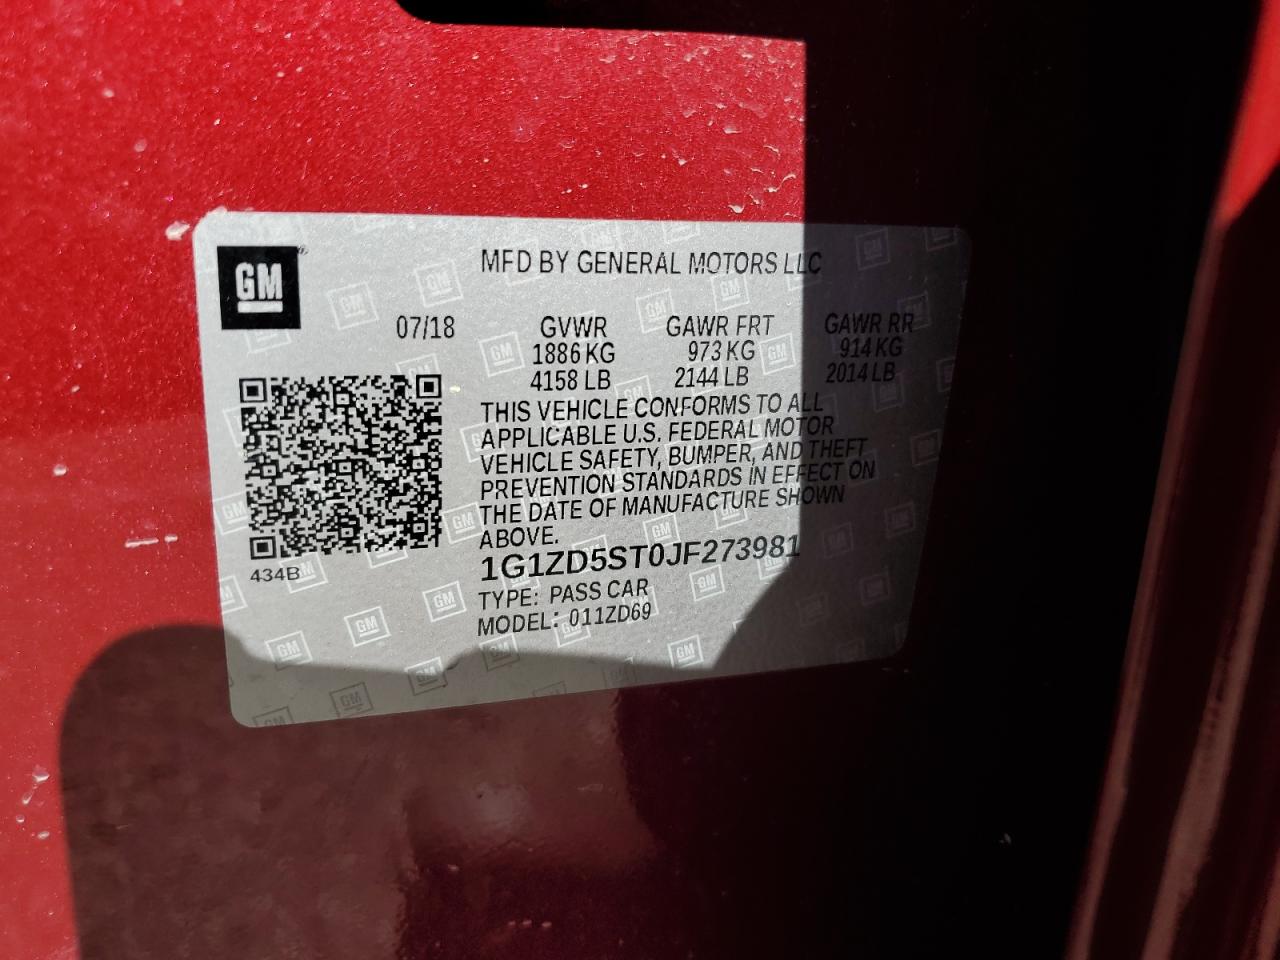 GM
MFD BY GENERAL MOTORS LLC
07/18 GVWR GAWR FRT GAWR RR
1886 KG 973 KG 914 KG
4158 LB 2144 LB 2014 LB
THIS VEHICLE CONFORMS TO ALL
APPLICABLE U.S. FEDERAL MOTOR
VEHICLE SAFETY, BUMPER, AND THEFT
PREVENTION STANDARDS IN EFFECT ON
THE DATE OF MANUFACTURE SHOWN
ABOVE.
434B
1G1ZD5ST0JF273981
TYPE: PASS CAR
MODEL: 011ZD69